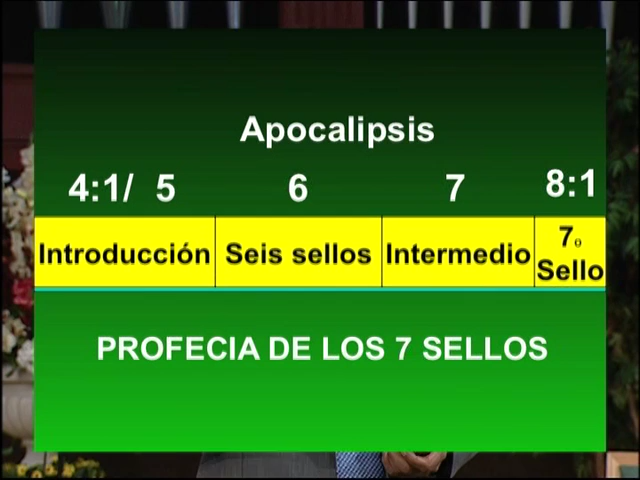 Apocalipsis
4:1/ 5 6 7 8:1
Introducción Seis sellos Intermedio 7º Sello
PROFECIA DE LOS 7 SELLOS